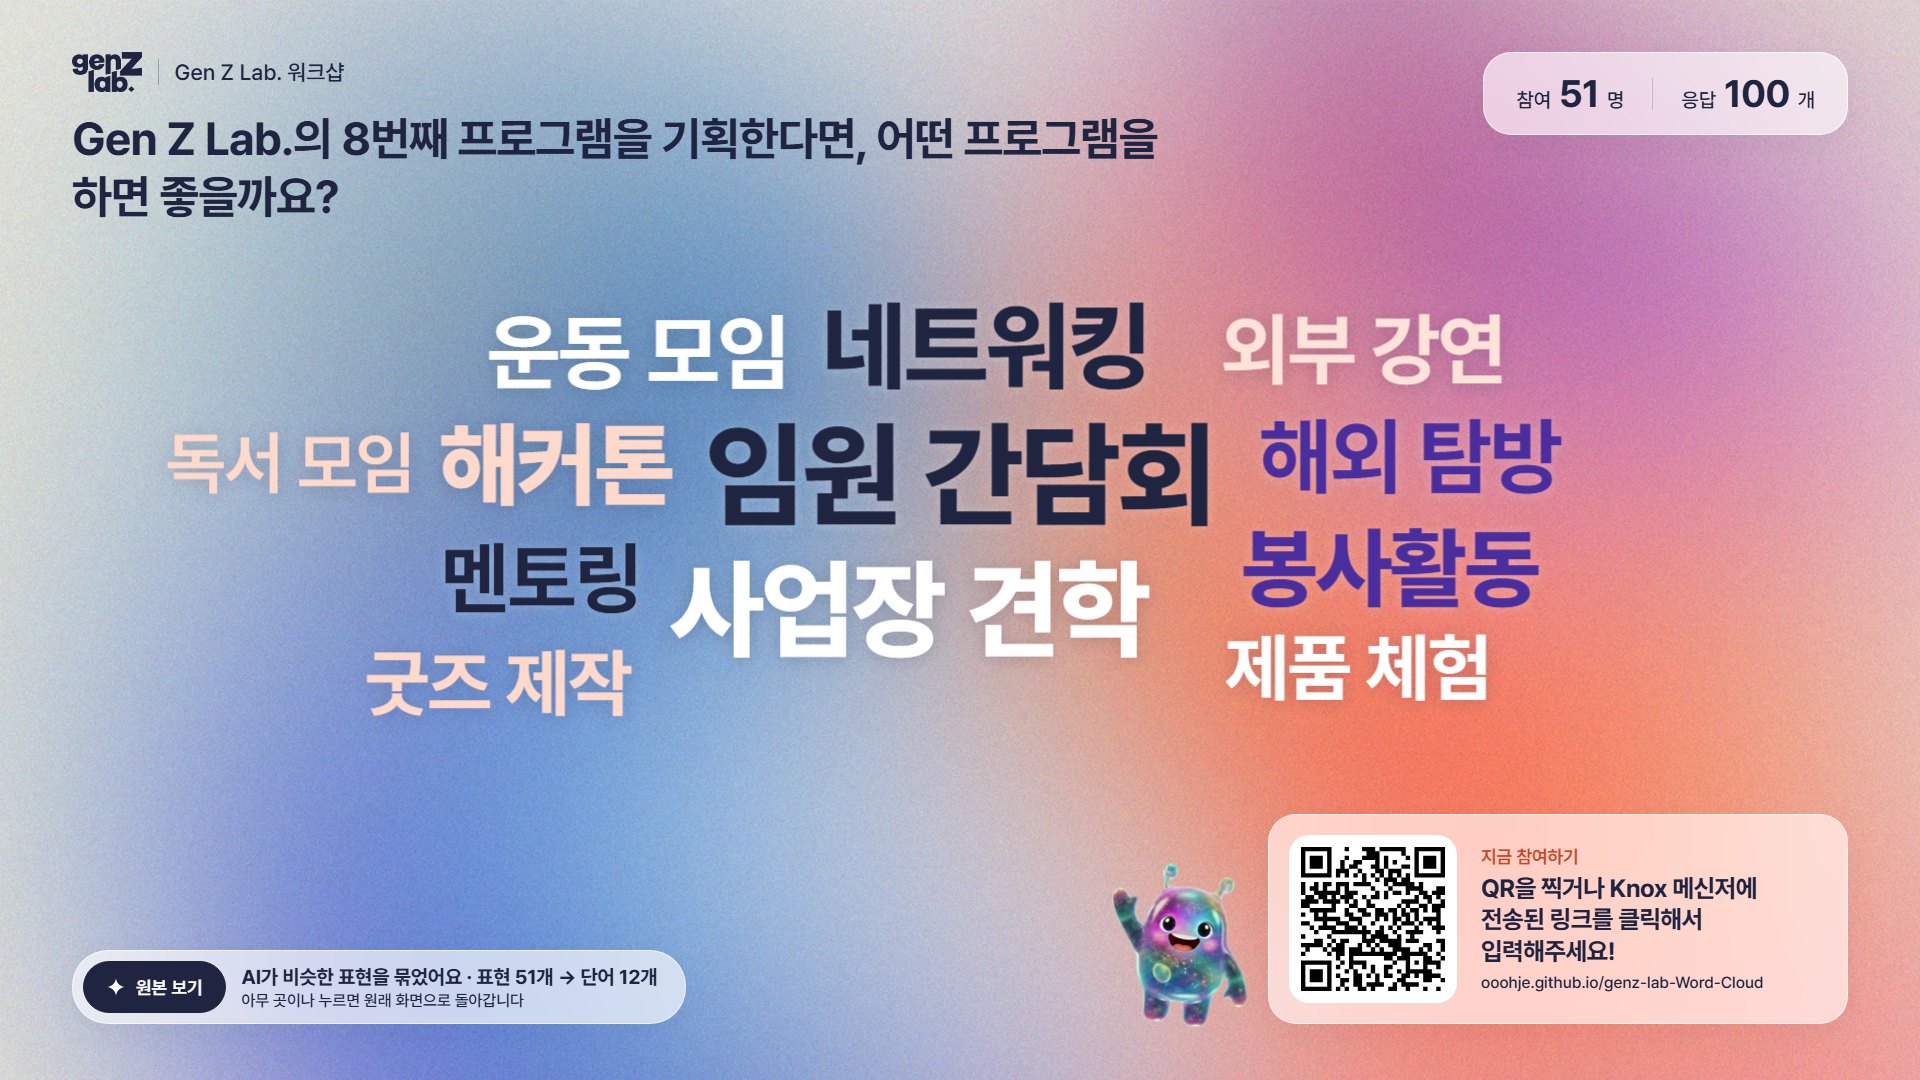 genZ lab.
Gen Z Lab. 워크샵
참여 51 명
응답 100 개
Gen Z Lab.의 8번째 프로그램을 기획한다면, 어떤 프로그램을
하면 좋을까요?
운동 모임 네트워킹 외부 강연
독서 모임 해커톤 임원 간담회 해외 탐방
멘토링 사업장 견학 봉사활동
굿즈 제작 제품 체험
지금 참여하기
QR을 찍거나 Knox 메신저에
전송된 링크를 클릭해서
입력해주세요!
ooohje.github.io/genz-lab-Word-Cloud
원본 보기
AI가 비슷한 표현을 묶었어요 · 표현 51개 → 단어 12개
아무 곳이나 누르면 원래 화면으로 돌아갑니다